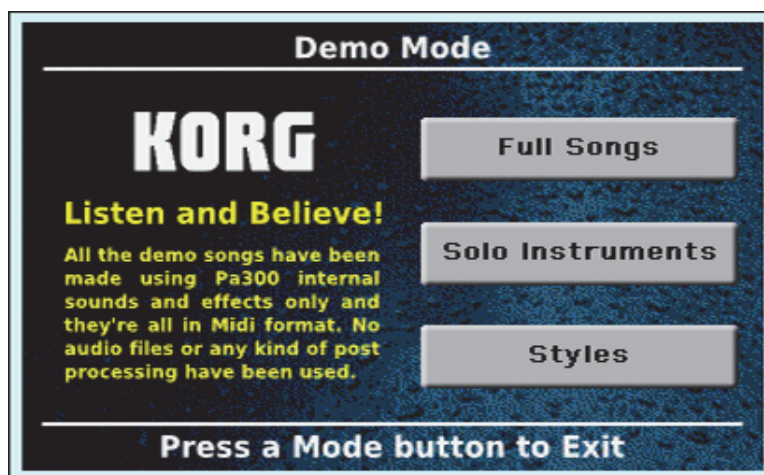 Demo Mode
KORG
Listen and Believe!
All the demo songs have been
made using Pa300 internal
sounds and effects only and
they're all in Midi format. No
audio files or any kind of post
processing have been used.
Full Songs
Solo Instruments
Styles
Press a Mode button to Exit